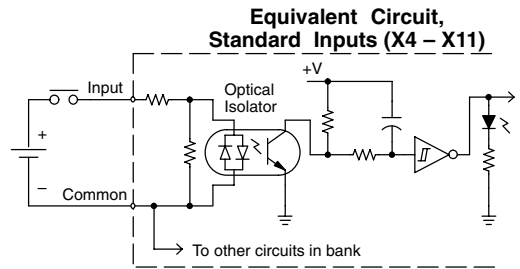 Equivalent Circuit,
Standard Inputs (X4 – X11)
+V
Input
Optical
Isolator
+
–
Common
To other circuits in bank